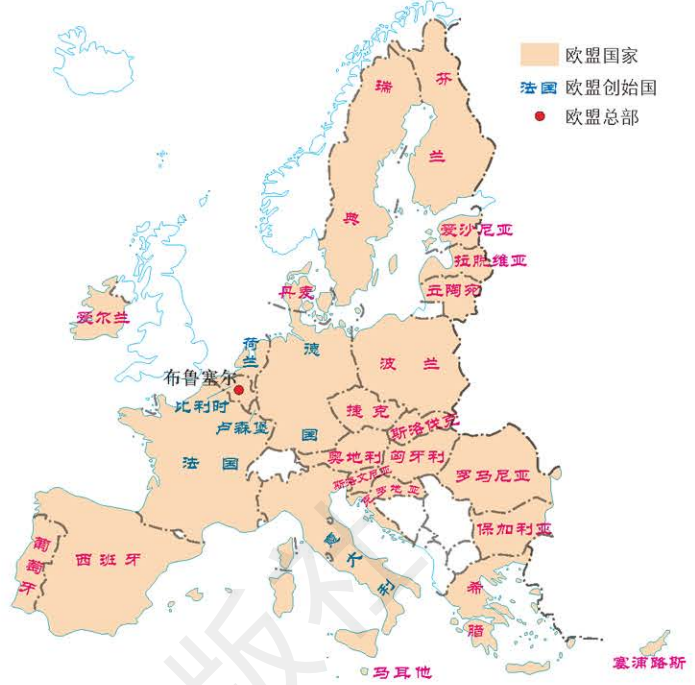 欧盟国家
法国 欧盟创始国
欧盟总部
瑞典
芬兰
爱沙尼亚
拉脱维亚
立陶宛
丹麦
爱尔兰
荷兰
德国
波兰
布鲁塞尔
比利时
卢森堡
捷克
斯洛伐克
法国
奥地利
匈牙利
斯洛文尼亚
克罗地亚
罗马尼亚
保加利亚
意大利
葡萄牙
西班牙
希腊
马耳他
塞浦路斯
版社